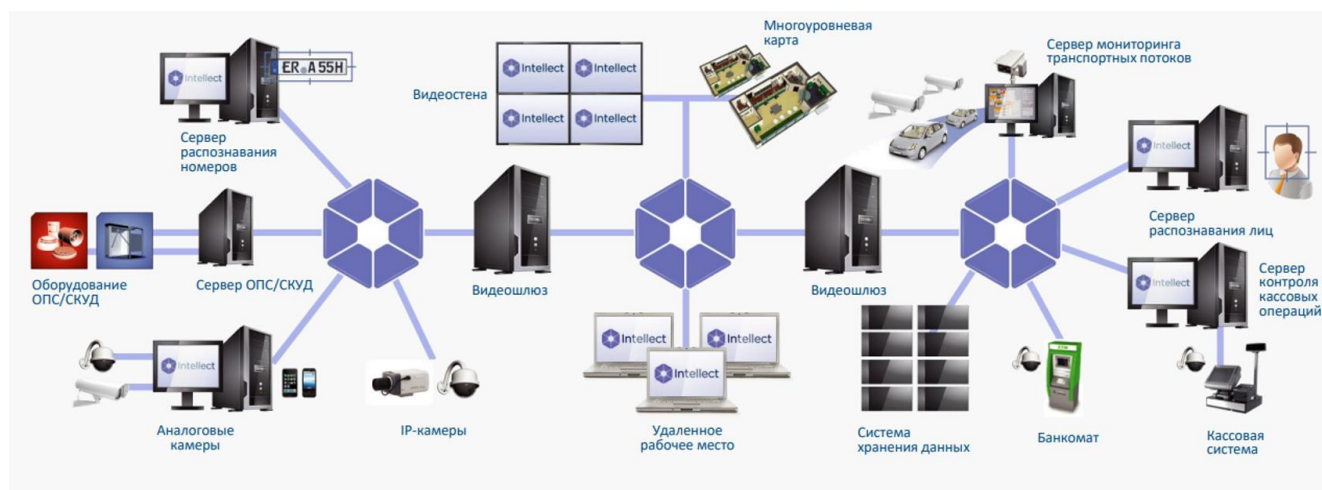 Многоуровневая
карта
Сервер мониторинга
транспортных потоков
ER A 55H
Intellect
Intellect
Intellect
Видеостена
Intellect
Intellect
Intellect
Сервер
распознавания
номеров
Intellect
Сервер
распознавания лиц
Оборудование
ОПС/СКУД
Сервер ОПС/СКУД
Видеошлюз
Видеошлюз
Intellect
Сервер
контроля
кассовых
операций
Intellect
Intellect
Intellect
Intellect
Аналоговые
камеры
IP-камеры
Удаленное
рабочее место
Система
хранения данных
Банкомат
Кассовая
система